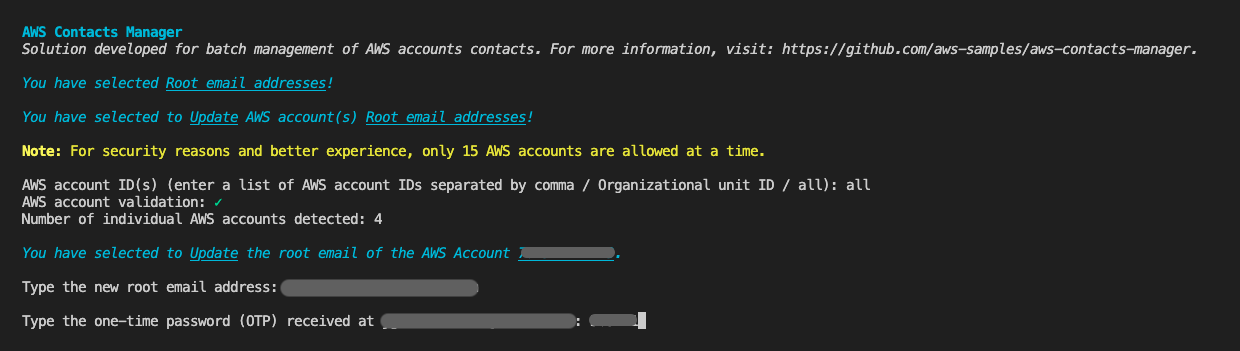 AWS Contacts Manager
Solution developed for batch management of AWS accounts contacts. For more information, visit: https://github.com/aws-samples/aws-contacts-manager.
You have selected Root email addresses!
You have selected to Update AWS account(s) Root email addresses!
Note: For security reasons and better experience, only 15 AWS accounts are allowed at a time.
AWS account ID(s) (enter a list of AWS account IDs separated by comma / Organizational unit ID / all): all
AWS account validation: ✓
Number of individual AWS accounts detected: 4
You have selected to Update the root email of the AWS Account .
Type the new root email address:
Type the one-time password (OTP) received at :